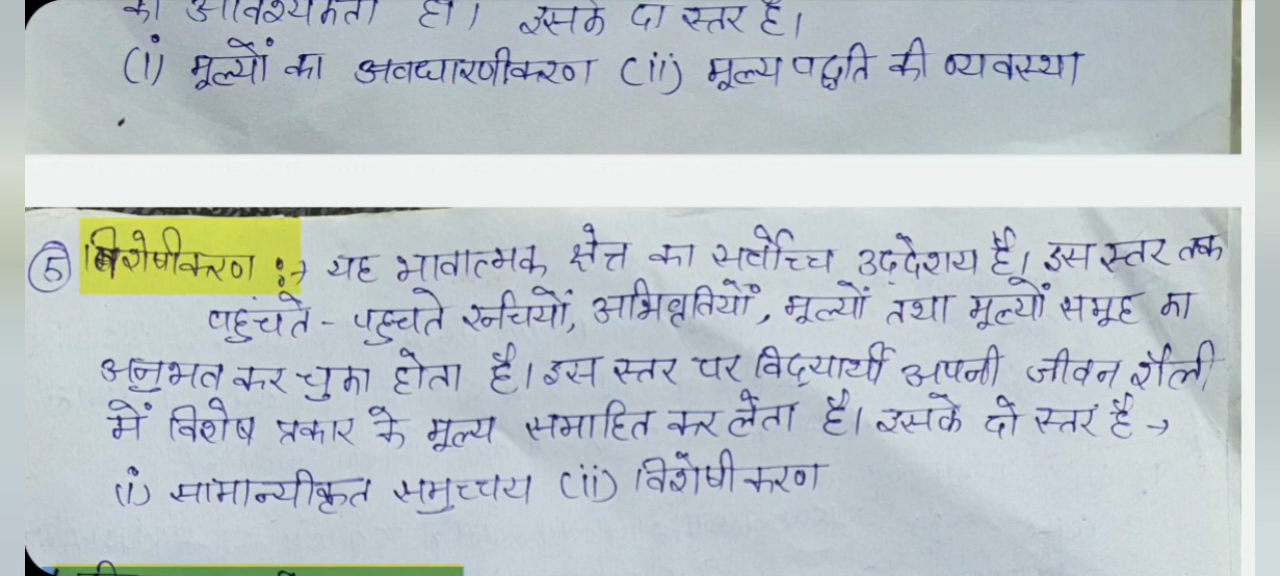 की आवश्यकता हो। इसके दो स्तर है।
(i) मूल्यों का अवधारणीकरण (ii) मूल्य पद्धति की व्यवस्था
⑤ विशेषीकरण :→ यह भावात्मक क्षेत्र का सर्वोच्च उद्देशय है। इस स्तर तक
पहुंचते - पहुचते रूचियों, अभिवृतियों, मूल्यों तथा मूल्यों समूह का
अनुभव कर चुका होता है। इस स्तर पर विद्यार्थी अपनी जीवन शैली
में विशेष प्रकार के मूल्य समाहित कर लेता है। इसके दो स्तर है →
(i) सामान्यीकृत समुच्चय (ii) विशेषीकरण